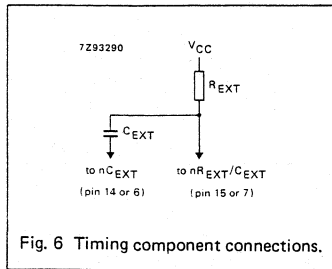 7Z93290
VCC
REXT
CEXT
to nCEXT
to nREXT/CEXT
(pin 14 or 6)
(pin 15 or 7)
Fig. 6 Timing component connections.